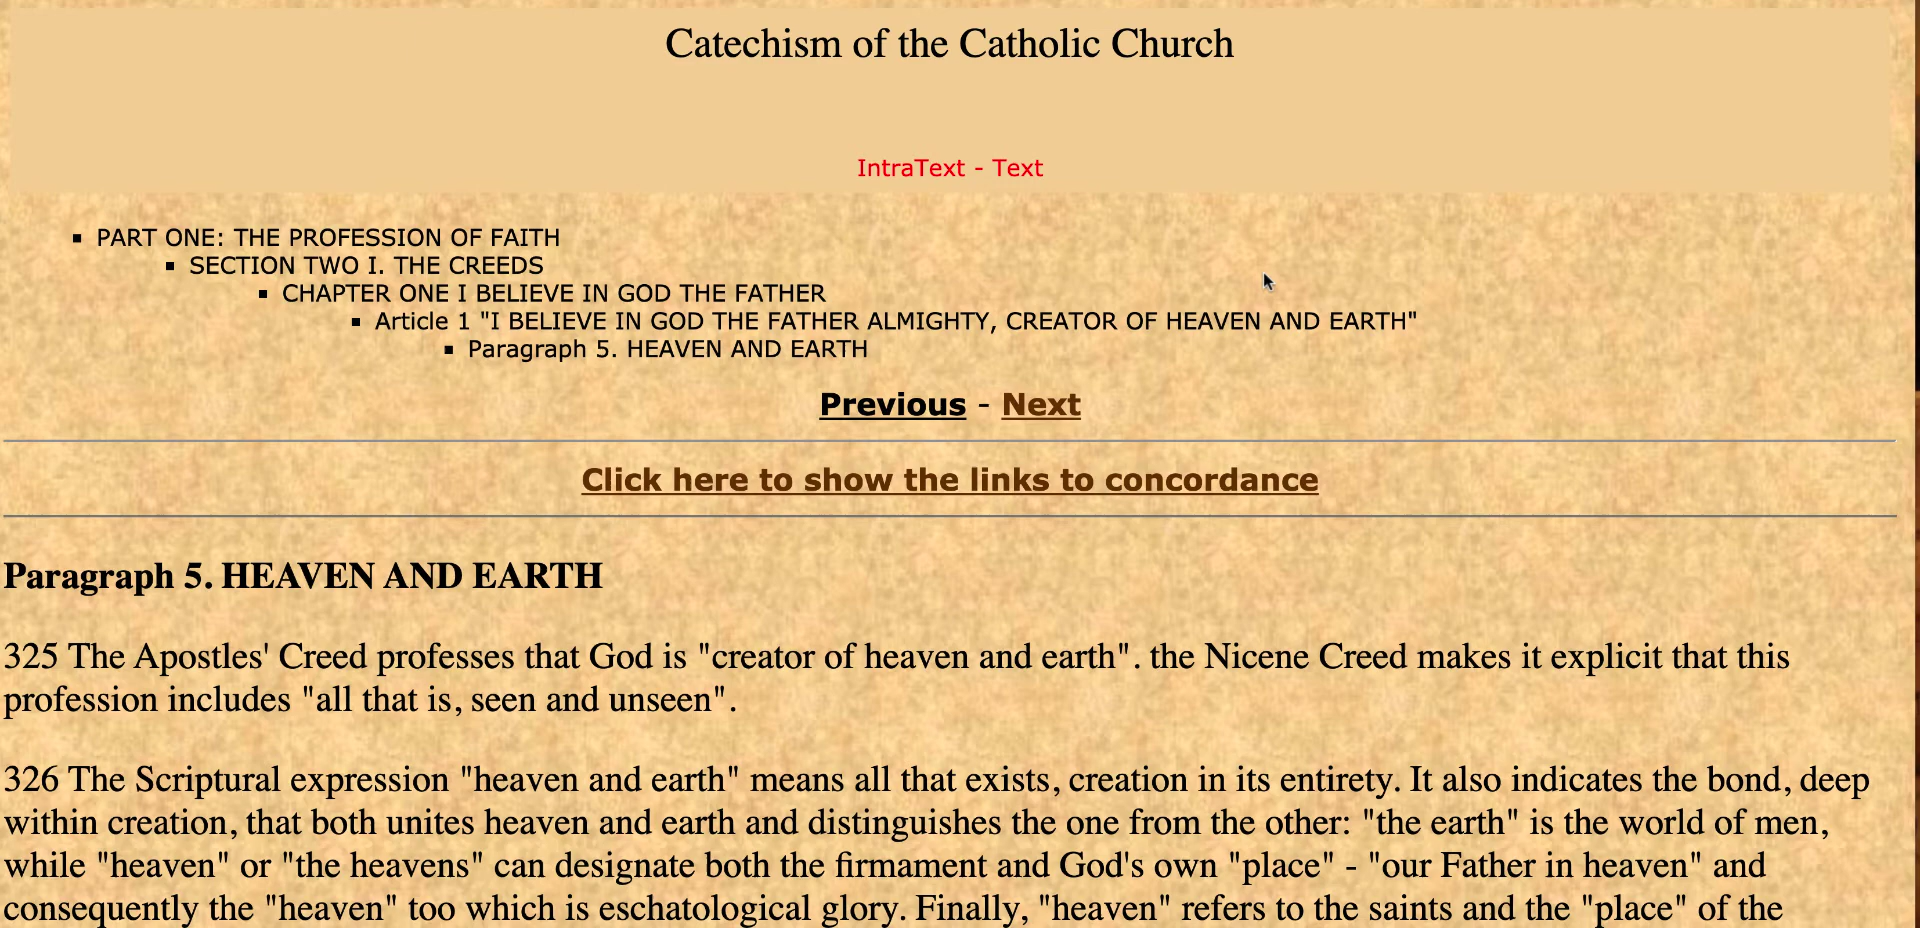 Catechism of the Catholic Church
IntraText - Text
▪ PART ONE: THE PROFESSION OF FAITH
▪ SECTION TWO I. THE CREEDS
▪ CHAPTER ONE I BELIEVE IN GOD THE FATHER
▪ Article 1 "I BELIEVE IN GOD THE FATHER ALMIGHTY, CREATOR OF HEAVEN AND EARTH"
▪ Paragraph 5. HEAVEN AND EARTH
Previous - Next
Click here to show the links to concordance
Paragraph 5. HEAVEN AND EARTH
325 The Apostles' Creed professes that God is "creator of heaven and earth". the Nicene Creed makes it explicit that this
profession includes "all that is, seen and unseen".
326 The Scriptural expression "heaven and earth" means all that exists, creation in its entirety. It also indicates the bond, deep
within creation, that both unites heaven and earth and distinguishes the one from the other: "the earth" is the world of men,
while "heaven" or "the heavens" can designate both the firmament and God's own "place" - "our Father in heaven" and
consequently the "heaven" too which is eschatological glory. Finally, "heaven" refers to the saints and the "place" of the